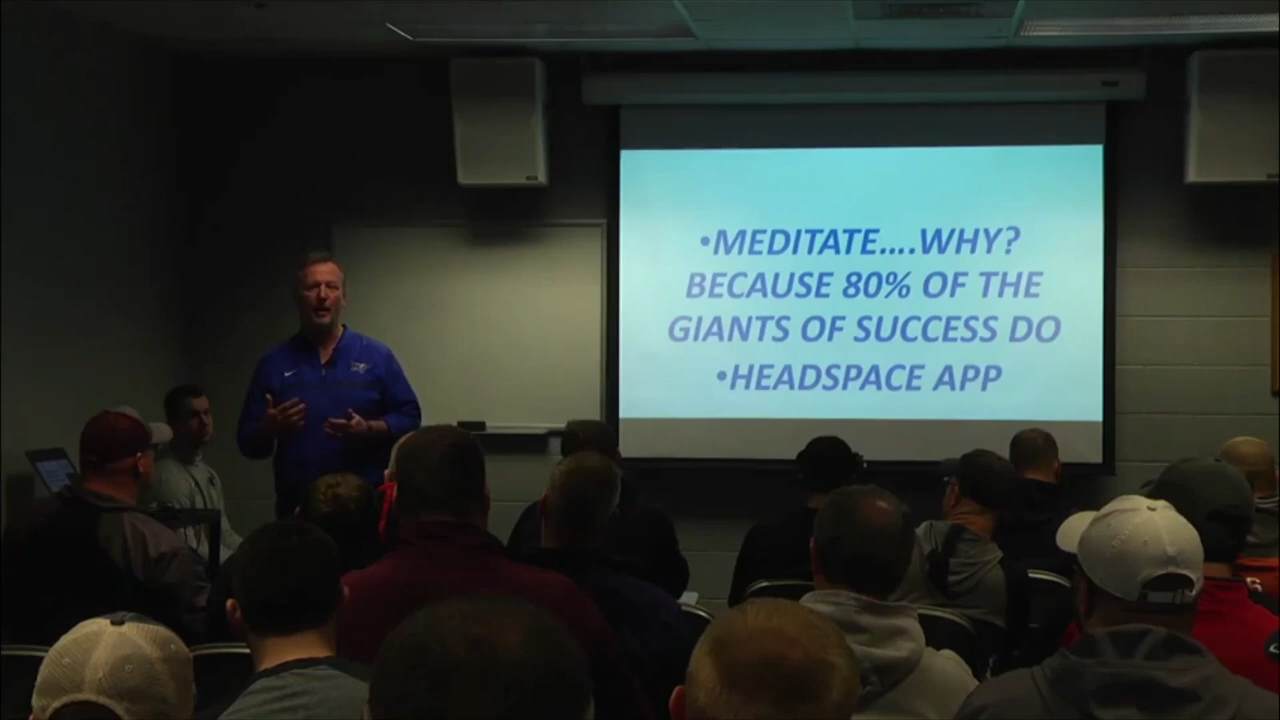 •MEDITATE....WHY?
BECAUSE 80% OF THE
GIANTS OF SUCCESS DO
•HEADSPACE APP